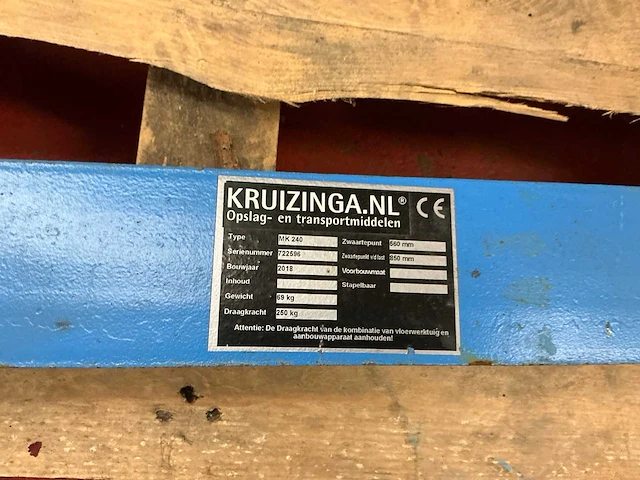 KRUIZINGA.NL® CE
Opslag- en transportmiddelen
Type MK 240
Serienummer 722596
Bouwjaar 2018
Inhoud
Gewicht 69 kg
Draagkracht 250 kg
Zwaartepunt 560 mm
Zwaartepunt v/d last 350 mm
Voorbouwmaat
Stapelbaar
Attentie: De Draagkracht van de kombinatie van vloerwerktuig en
aanbouwapparaat aanhouden!